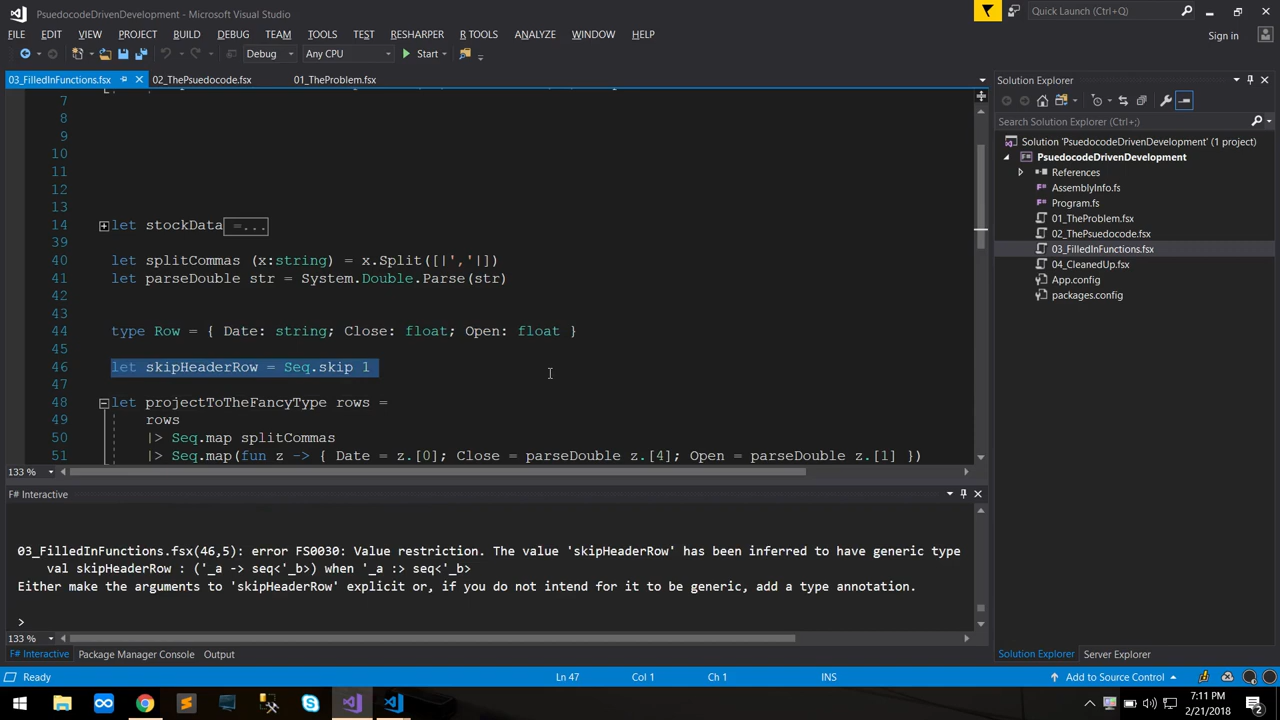 PsuedocodeDrivenDevelopment - Microsoft Visual Studio
Quick Launch (Ctrl+Q)
FILE EDIT VIEW PROJECT BUILD DEBUG TEAM TOOLS TEST RESHARPER R TOOLS ANALYZE WINDOW HELP
Sign in
Debug Any CPU Start
03_FilledInFunctions.fsx 02_ThePsuedocode.fsx 01_TheProblem.fsx
7
8
9
10
11
12
13
14 let stockData =...
39
40 let splitCommas (x:string) = x.Split([|','|])
41 let parseDouble str = System.Double.Parse(str)
42
43
44 type Row = { Date: string; Close: float; Open: float }
45
46 let skipHeaderRow = Seq.skip 1
47
48 let projectToTheFancyType rows =
49 rows
50 |> Seq.map splitCommas
51 |> Seq.map(fun z -> { Date = z.[0]; Close = parseDouble z.[4]; Open = parseDouble z.[1] })
133 %
F# Interactive
03_FilledInFunctions.fsx(46,5): error FS0030: Value restriction. The value 'skipHeaderRow' has been inferred to have generic type
val skipHeaderRow : ('_a -> seq<'_b>) when '_a :> seq<'_b>
Either make the arguments to 'skipHeaderRow' explicit or, if you do not intend for it to be generic, add a type annotation.
>
133 %
F# Interactive Package Manager Console Output
Solution Explorer
Search Solution Explorer (Ctrl+;)
Solution 'PsuedocodeDrivenDevelopment' (1 project)
PsuedocodeDrivenDevelopment
References
AssemblyInfo.fs
Program.fs
01_TheProblem.fsx
02_ThePsuedocode.fsx
03_FilledInFunctions.fsx
04_CleanedUp.fsx
App.config
packages.config
Solution Explorer Server Explorer
Ready Ln 47 Col 1 Ch 1 INS Add to Source Control
7:11 PM
2/21/2018
2